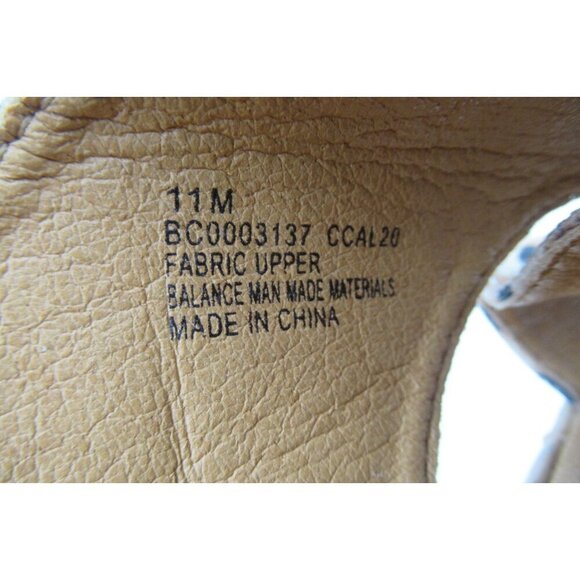 11M
BC0003137 CCAL20
FABRIC UPPER
BALANCE MAN MADE MATERIALS
MADE IN CHINA